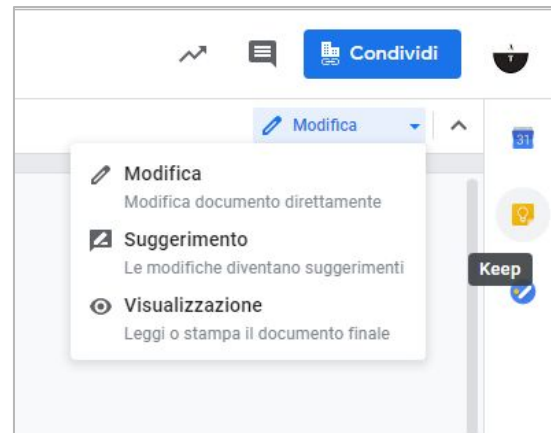 Condividi
Modifica
31
Modifica
Modifica documento direttamente
Suggerimento
Le modifiche diventano suggerimenti
Keep
Visualizzazione
Leggi o stampa il documento finale